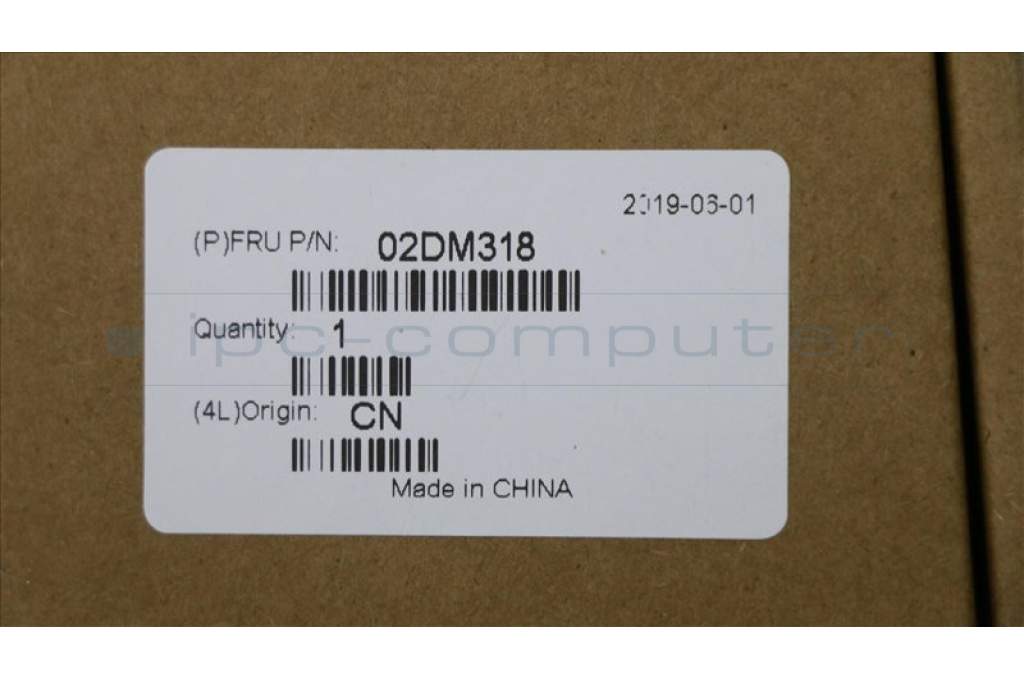 2019-06-01
(P)FRU P/N: 02DM318
Quantity: 1
ipc-computer
(4L)Origin: CN
Made in CHINA